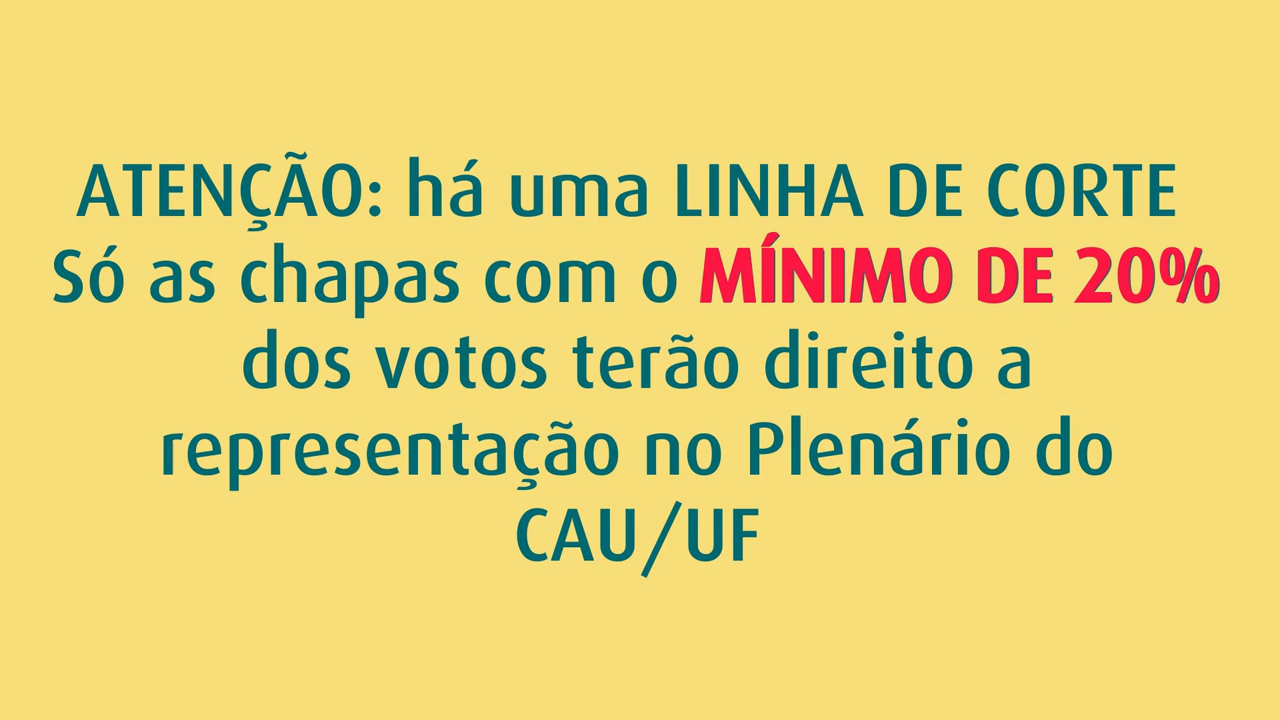 ATENÇÃO: há uma LINHA DE CORTE
Só as chapas com o MÍNIMO DE 20%
dos votos terão direito a
representação no Plenário do
CAU/UF